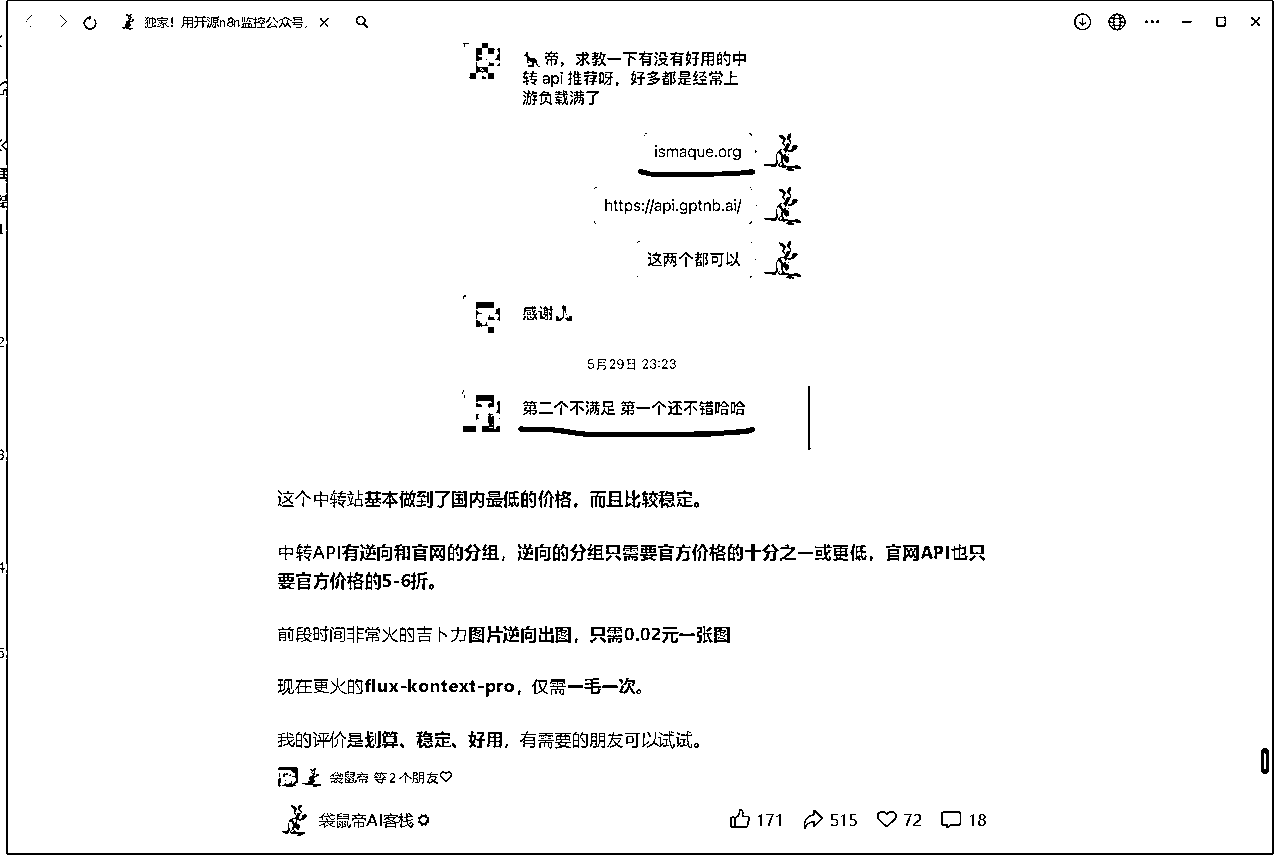 独家！用开源n8n监控公众号，
帝，求教一下有没有好用的中
转 api 推荐呀，好多都是经常上
游负载满了
ismaque.org
https://api.gptnb.ai/
这两个都可以
感谢
5月29日 23:23
第二个不满足 第一个还不错哈哈
这个中转站基本做到了国内最低的价格，而且比较稳定。
中转API有逆向和官网的分组，逆向的分组只需要官方价格的十分之一或更低，官网API也只
要官方价格的5-6折。
前段时间非常火的吉卜力图片逆向出图，只需0.02元一张图
现在更火的flux-kontext-pro，仅需一毛一次。
我的评价是划算、稳定、好用，有需要的朋友可以试试。
袋鼠帝 等2个朋友
袋鼠帝AI客栈
171 515 72 18